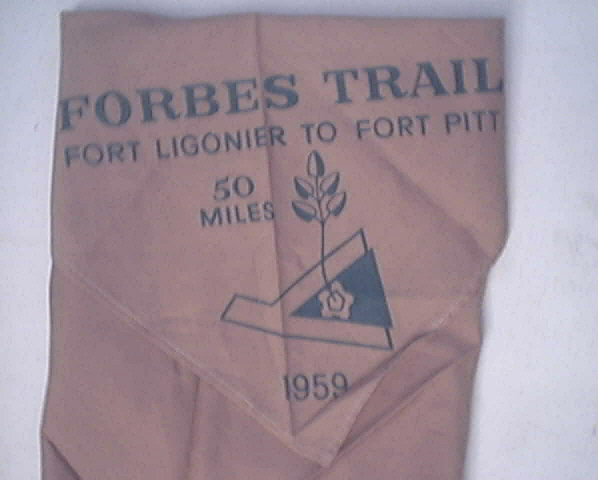 FORBES TRAIL
FORT LIGONIER TO FORT PITT
50
MILES
1959